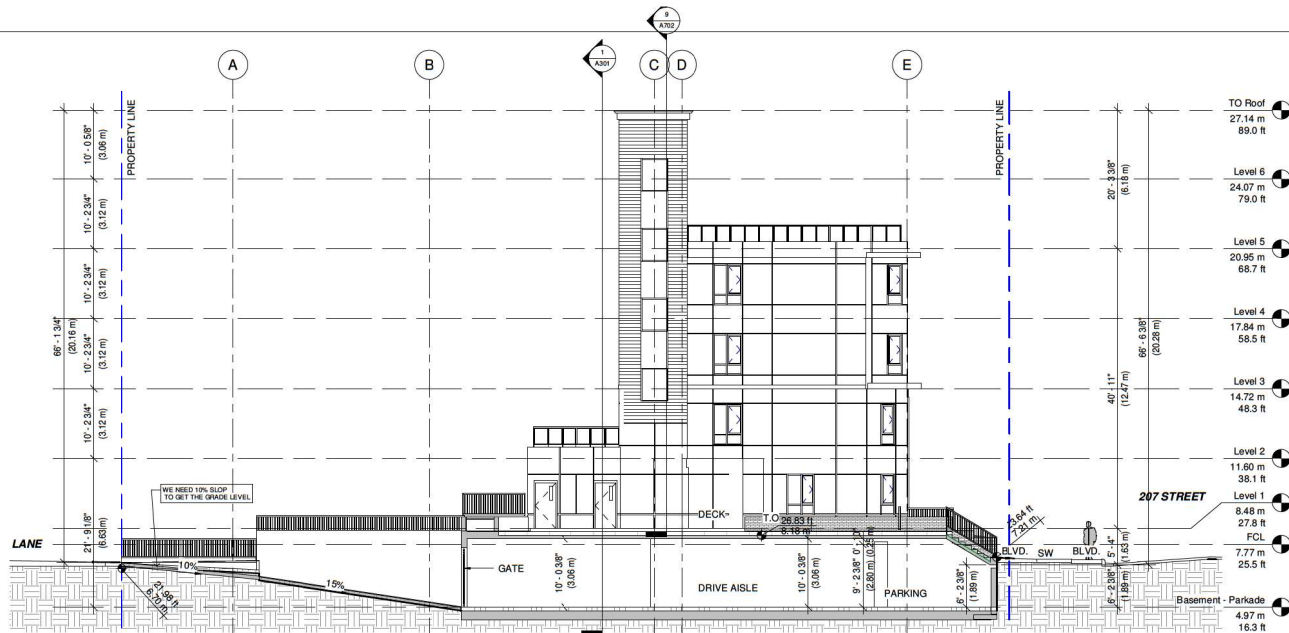 9
A702
1
A301
A
B
C
D
E
PROPERTY LINE
PROPERTY LINE
TO Roof
27.14 m
89.0 ft
Level 6
24.07 m
79.0 ft
Level 5
20.95 m
68.7 ft
Level 4
17.84 m
58.5 ft
Level 3
14.72 m
48.3 ft
Level 2
11.60 m
38.1 ft
Level 1
8.48 m
27.8 ft
FCL
7.77 m
25.5 ft
Basement - Parkade
4.97 m
16.3 ft
10' - 0 5/8"
(3.06 m)
10' - 2 3/4"
(3.12 m)
10' - 2 3/4"
(3.12 m)
10' - 2 3/4"
(3.12 m)
10' - 2 3/4"
(3.12 m)
21' - 9 1/8"
(6.63 m)
66' - 1 3/4"
(20.16 m)
20' - 3 3/8"
(6.18 m)
40' - 11"
(12.47 m)
66' - 6 3/8"
(20.28 m)
5' - 4"
(1.63 m)
6' - 2 3/8"
(1.89 m)
WE NEED 10% SLOP
TO GET THE GRADE LEVEL
LANE
207 STREET
10%
15%
21.98 ft
6.70 m
GATE
10' - 0 3/8"
(3.06 m)
DECK
T.O
26.83 ft
8.18 m
DRIVE AISLE
10' - 0 3/8"
(3.06 m)
9' - 2 3/8"
(2.80 m)
(0.25 m)
PARKING
6' - 2 3/8"
(1.89 m)
7.21 m
BLVD.
SW
BLVD.